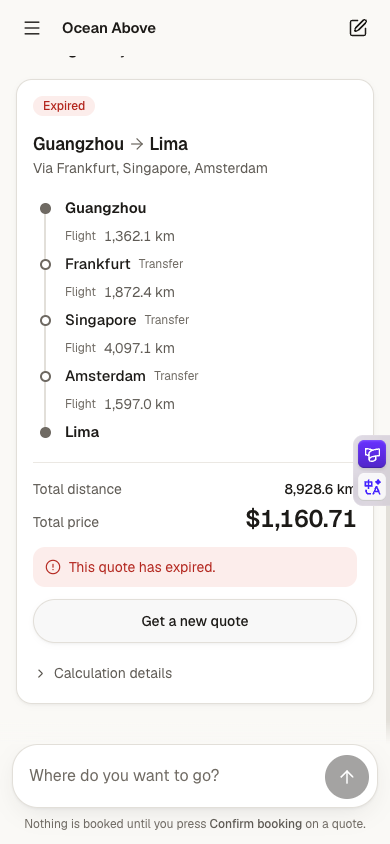 Ocean Above
Expired
Guangzhou → Lima
Via Frankfurt, Singapore, Amsterdam
Guangzhou
Flight 1,362.1 km
Frankfurt Transfer
Flight 1,872.4 km
Singapore Transfer
Flight 4,097.1 km
Amsterdam Transfer
Flight 1,597.0 km
Lima
Total distance 8,928.6 km
Total price $1,160.71
This quote has expired.
Get a new quote
Calculation details
Where do you want to go?
Nothing is booked until you press Confirm booking on a quote.